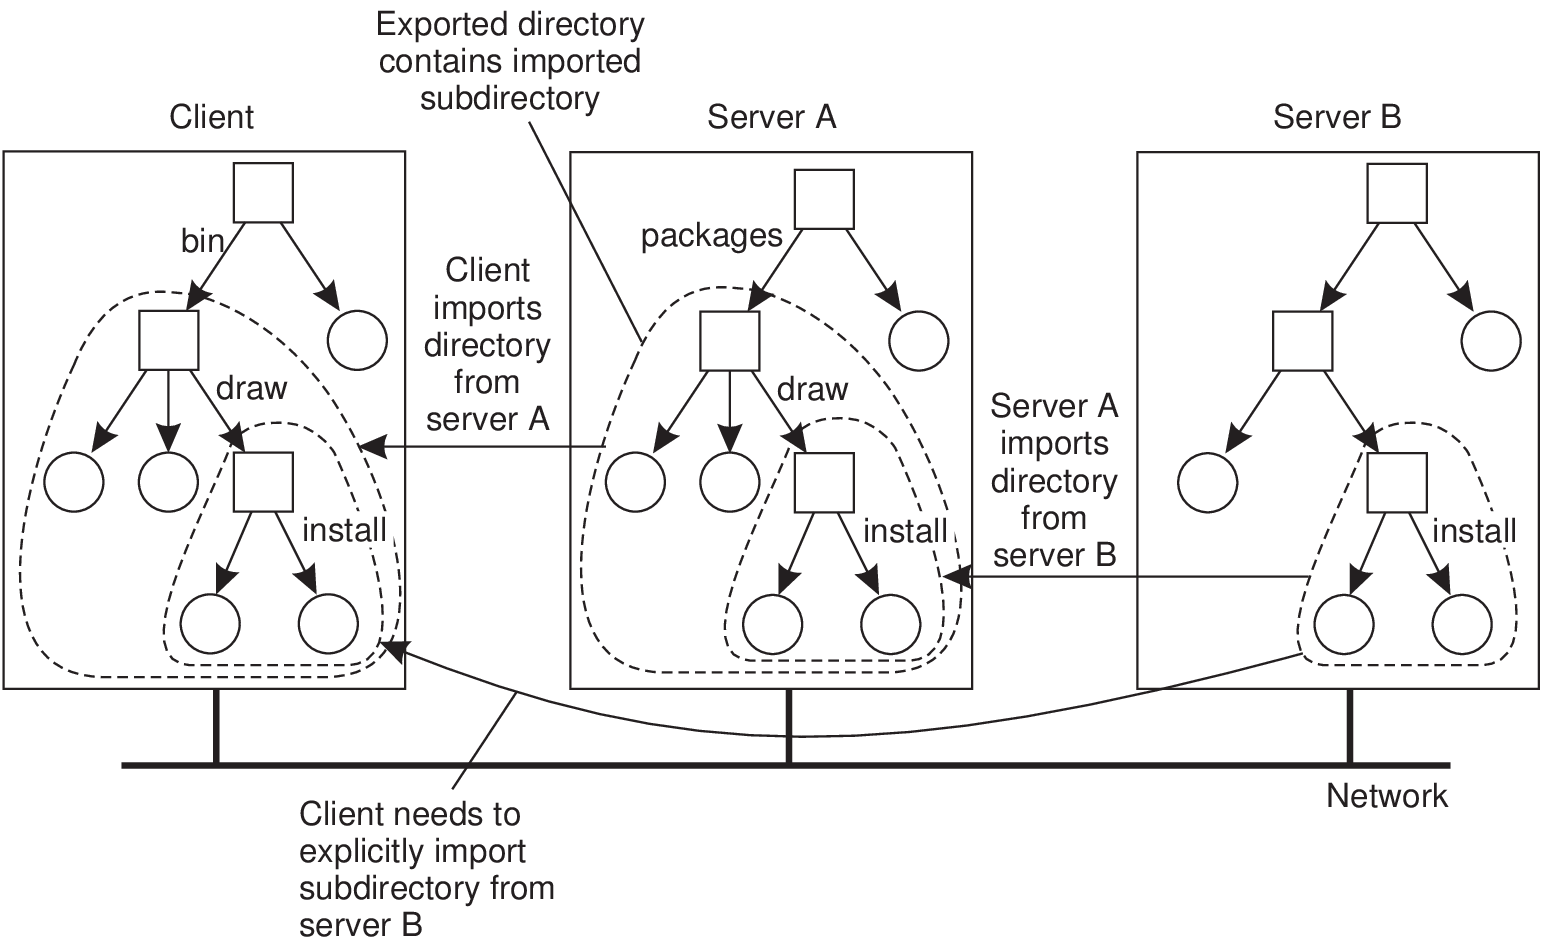 Exported directory
contains imported
subdirectory
Client
Server A
Server B
bin
packages
Client
imports
directory
from
server A
draw
draw
Server A
imports
directory
from
server B
install
install
install
Network
Client needs to
explicitly import
subdirectory from
server B